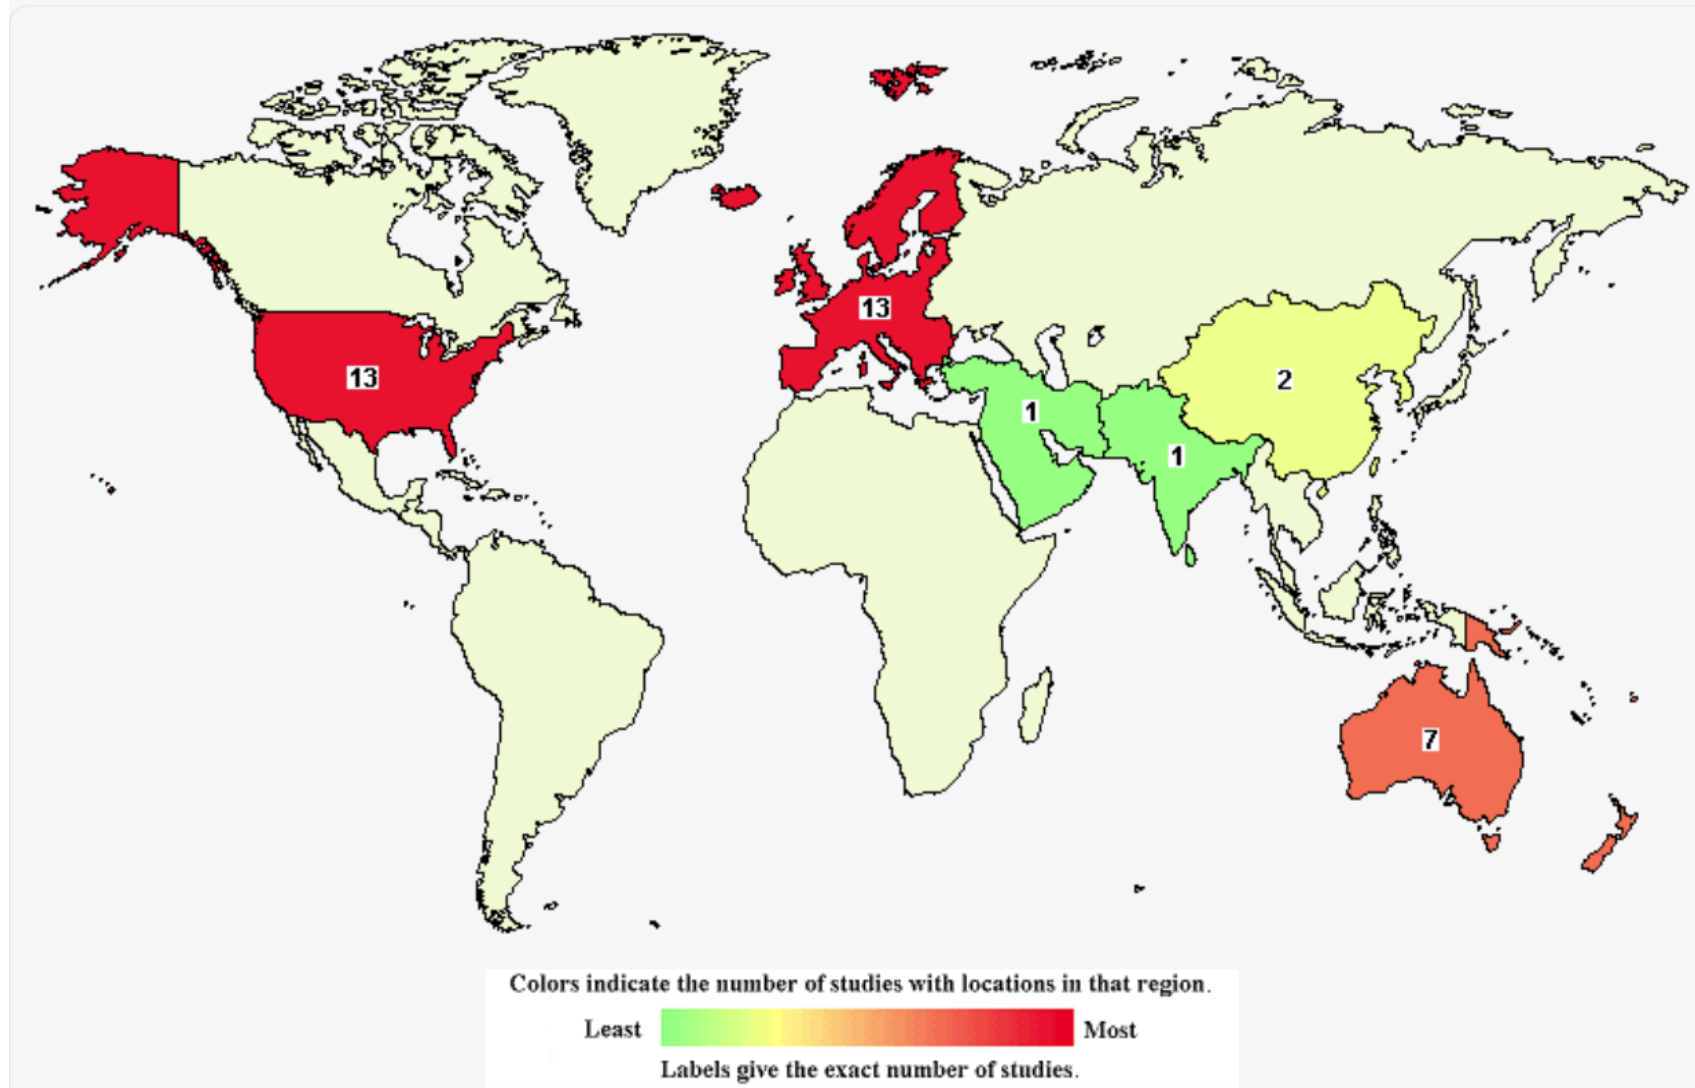 13
13
2
1
1
7
Colors indicate the number of studies with locations in that region.
Least Most
Labels give the exact number of studies.